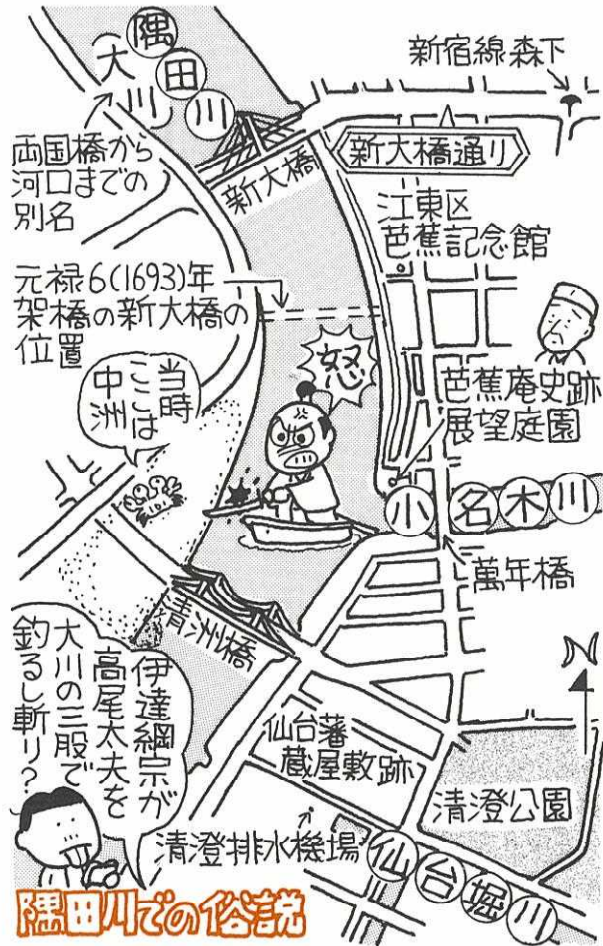 隅田川
大川
新宿線森下
新大橋通り
両国橋から
河口までの
別名
新大橋
江東区
芭蕉記念館
元禄6(1693)年
架橋の新大橋の
位置
怒
当時
ここは
中洲
芭蕉庵史跡
展望庭園
小名木川
萬年橋
清洲橋
伊達綱宗が
高尾太夫を
大川の三股で
釣るし斬り?
仙台藩
蔵屋敷跡
清澄公園
清澄排水機場
仙台堀川
N
隅田川での俗説